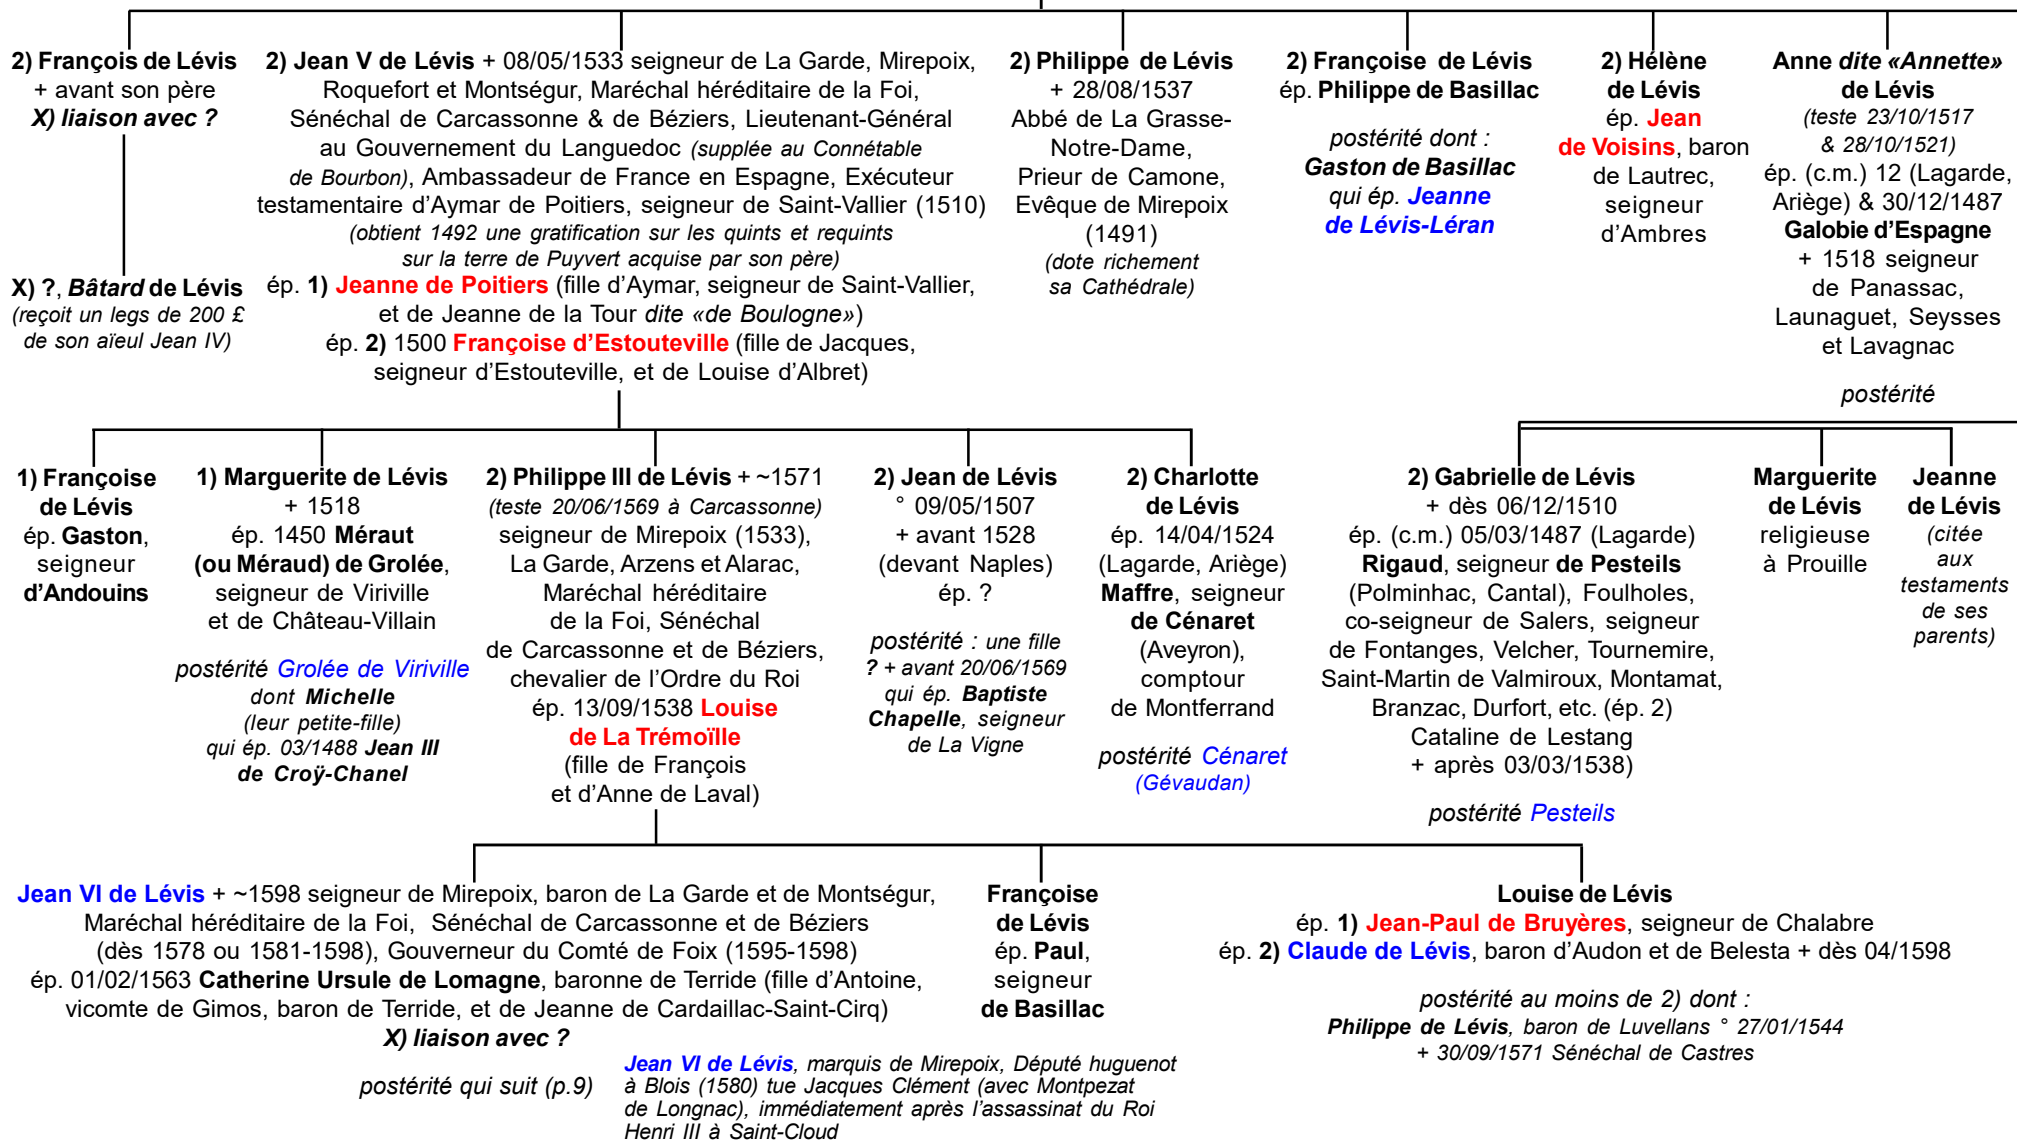 2) François de Lévis
+ avant son père
X) liaison avec ?
X) ?, Bâtard de Lévis
(reçoit un legs de 200 £
de son aïeul Jean IV)
2) Jean V de Lévis + 08/05/1533 seigneur de La Garde, Mirepoix,
Roquefort et Montségur, Maréchal héréditaire de la Foi,
Sénéchal de Carcassonne & de Béziers, Lieutenant-Général
au Gouvernement du Languedoc (supplée au Connétable
de Bourbon), Ambassadeur de France en Espagne, Exécuteur
testamentaire d'Aymar de Poitiers, seigneur de Saint-Vallier (1510)
(obtient 1492 une gratification sur les quints et requints
sur la terre de Puyvert acquise par son père)
ép. 1) Jeanne de Poitiers (fille d'Aymar, seigneur de Saint-Vallier,
et de Jeanne de la Tour dite «de Boulogne»)
ép. 2) 1500 Françoise d'Estouteville (fille de Jacques,
seigneur d'Estouteville, et de Louise d'Albret)
2) Philippe de Lévis
+ 28/08/1537
Abbé de La Grasse-
Notre-Dame,
Prieur de Camone,
Evêque de Mirepoix
(1491)
(dote richement
sa Cathédrale)
2) Françoise de Lévis
ép. Philippe de Basillac
postérité dont :
Gaston de Basillac
qui ép. Jeanne
de Lévis-Léran
2) Hélène
de Lévis
ép. Jean
de Voisins, baron
de Lautrec,
seigneur
d'Ambres
Anne dite «Annette»
de Lévis
(teste 23/10/1517
& 28/10/1521)
ép. (c.m.) 12 (Lagarde,
Ariège) & 30/12/1487
Galobie d'Espagne
+ 1518 seigneur
de Panassac,
Launaguet, Seysses
et Lavagnac
postérité
1) Françoise
de Lévis
ép. Gaston,
seigneur
d'Andouins
1) Marguerite de Lévis
+ 1518
ép. 1450 Méraut
(ou Méraud) de Grolée,
seigneur de Viriville
et de Château-Villain
postérité Grolée de Viriville
dont Michelle
(leur petite-fille)
qui ép. 03/1488 Jean III
de Croÿ-Chanel
2) Philippe III de Lévis + ~1571
(teste 20/06/1569 à Carcassonne)
seigneur de Mirepoix (1533),
La Garde, Arzens et Alarac,
Maréchal héréditaire
de la Foi, Sénéchal
de Carcassonne et de Béziers,
chevalier de l'Ordre du Roi
ép. 13/09/1538 Louise
de La Trémoïlle
(fille de François
et d'Anne de Laval)
2) Jean de Lévis
° 09/05/1507
+ avant 1528
(devant Naples)
ép. ?
postérité : une fille
? + avant 20/06/1569
qui ép. Baptiste
Chapelle, seigneur
de La Vigne
2) Charlotte
de Lévis
ép. 14/04/1524
(Lagarde, Ariège)
Maffre, seigneur
de Cénaret
(Aveyron),
comptour
de Montferrand
postérité Cénaret
(Gévaudan)
2) Gabrielle de Lévis
+ dès 06/12/1510
ép. (c.m.) 05/03/1487 (Lagarde)
Rigaud, seigneur de Pesteils
(Polminhac, Cantal), Foulholes,
co-seigneur de Salers, seigneur
de Fontanges, Velcher, Tournemire,
Saint-Martin de Valmiroux, Montamat,
Branzac, Durfort, etc. (ép. 2)
Cataline de Lestang
+ après 03/03/1538)
postérité Pesteils
Marguerite
de Lévis
religieuse
à Prouille
Jeanne
de Lévis
(citée
aux
testaments
de ses
parents)
Jean VI de Lévis + ~1598 seigneur de Mirepoix, baron de La Garde et de Montségur,
Maréchal héréditaire de la Foi, Sénéchal de Carcassonne et de Béziers
(dès 1578 ou 1581-1598), Gouverneur du Comté de Foix (1595-1598)
ép. 01/02/1563 Catherine Ursule de Lomagne, baronne de Terride (fille d'Antoine,
vicomte de Gimos, baron de Terride, et de Jeanne de Cardaillac-Saint-Cirq)
X) liaison avec ?
postérité qui suit (p.9)
Jean VI de Lévis, marquis de Mirepoix, Député huguenot
à Blois (1580) tue Jacques Clément (avec Montpezat
de Longnac), immédiatement après l'assassinat du Roi
Henri III à Saint-Cloud
Françoise
de Lévis
ép. Paul,
seigneur
de Basillac
Louise de Lévis
ép. 1) Jean-Paul de Bruyères, seigneur de Chalabre
ép. 2) Claude de Lévis, baron d'Audon et de Belesta + dès 04/1598
postérité au moins de 2) dont :
Philippe de Lévis, baron de Luvellans ° 27/01/1544
+ 30/09/1571 Sénéchal de Castres